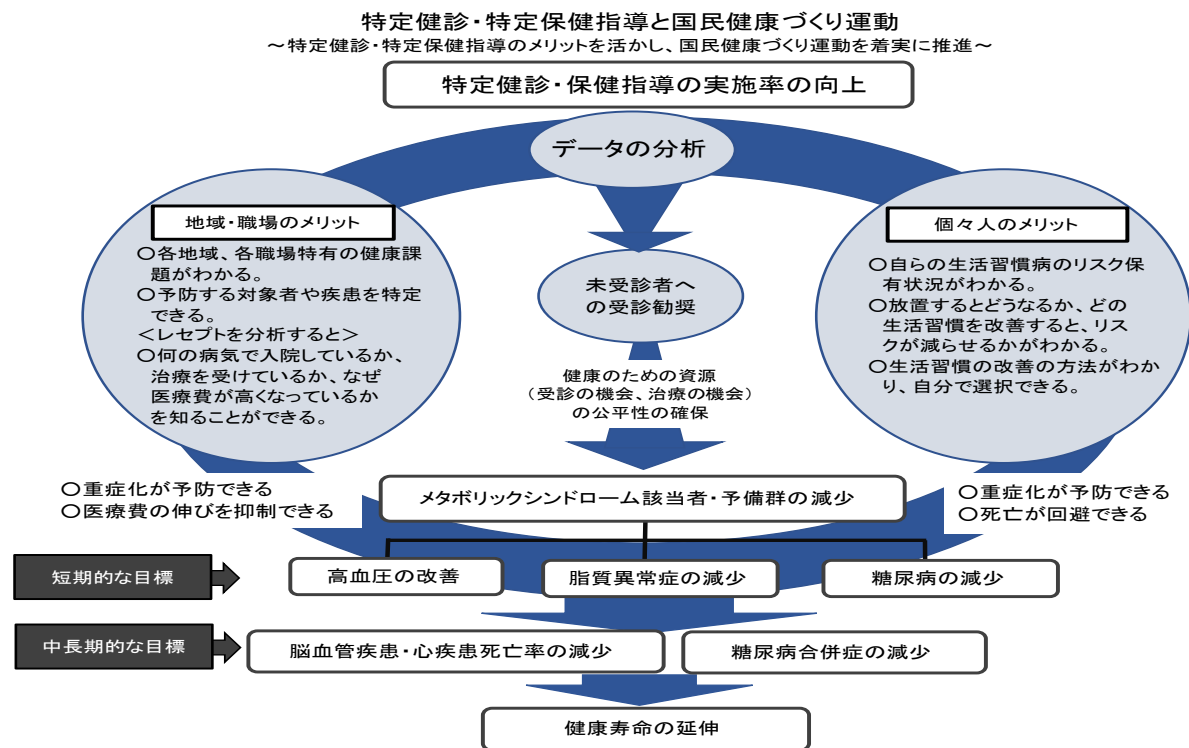 特定健診・特定保健指導と国民健康づくり運動
～特定健診・特定保健指導のメリットを活かし、国民健康づくり運動を着実に推進～
特定健診・保健指導の実施率の向上
データの分析
地域・職場のメリット
〇各地域、各職場特有の健康課
題がわかる。
〇予防する対象者や疾患を特定
できる。
＜レセプトを分析すると＞
〇何の病気で入院しているか、
治療を受けているか、なぜ
医療費が高くなっているか
を知ることができる。
未受診者へ
の受診勧奨
個々人のメリット
〇自らの生活習慣病のリスク保
有状況がわかる。
〇放置するとどうなるか、どの
生活習慣を改善すると、リス
クが減らせるかがわかる。
〇生活習慣の改善の方法がわか
り、自分で選択できる。
健康のための資源
（受診の機会、治療の機会）
の公平性の確保
〇重症化が予防できる
〇医療費の伸びを抑制できる
メタボリックシンドローム該当者・予備群の減少
〇重症化が予防できる
〇死亡が回避できる
短期的な目標
高血圧の改善
脂質異常症の減少
糖尿病の減少
中長期的な目標
脳血管疾患・心疾患死亡率の減少
糖尿病合併症の減少
健康寿命の延伸